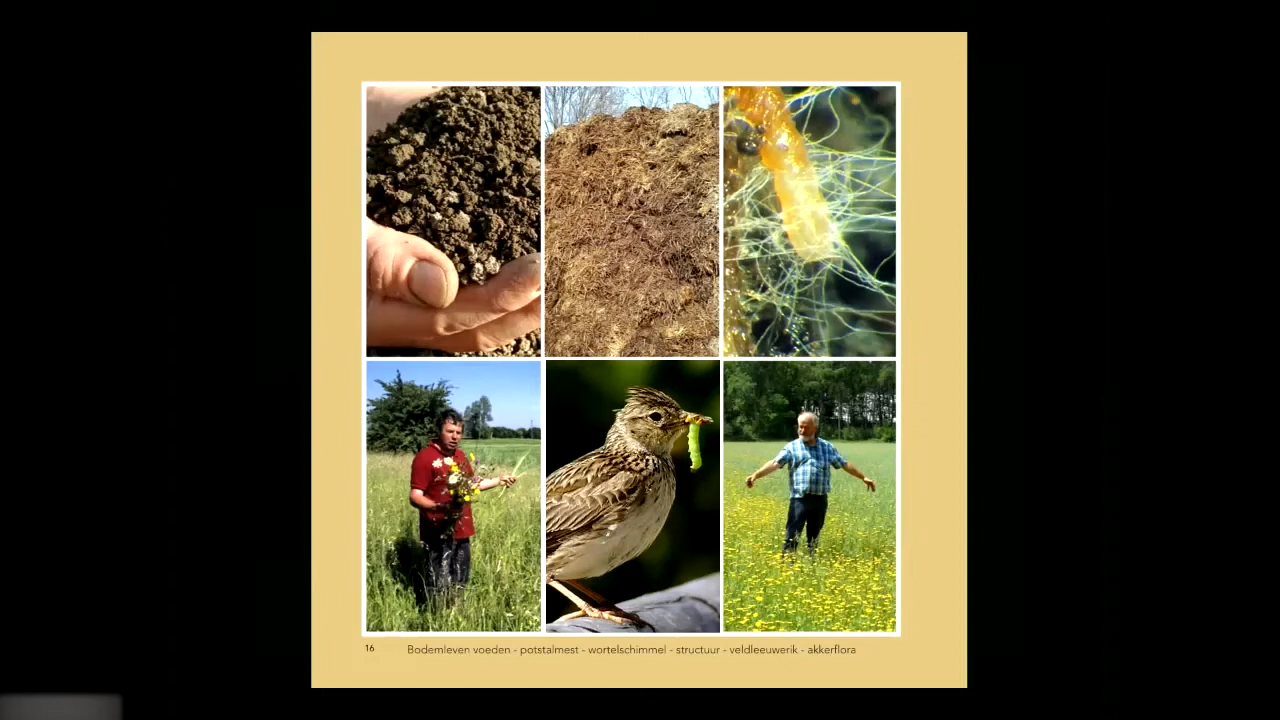 16 Bodemleven voeden - potstalmest - wortelschimmel - structuur - veldleeuwerik - akkerflora